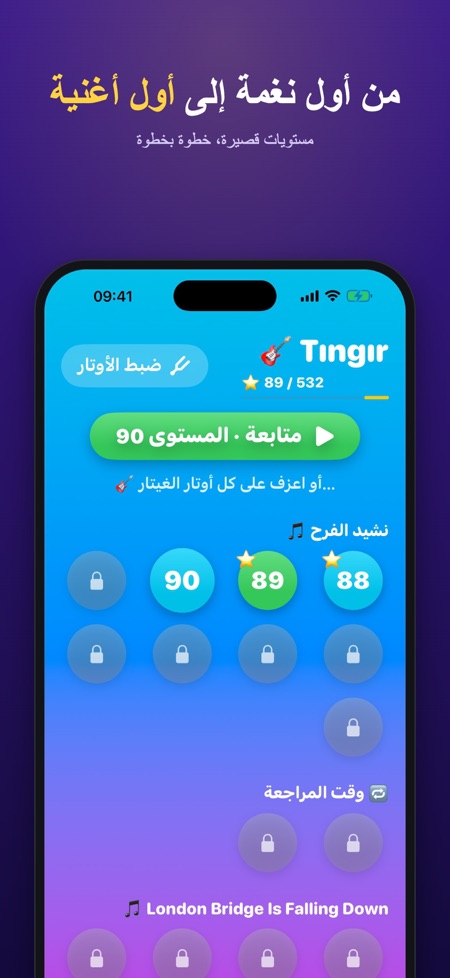 من أول نغمة إلى أول أغنية
مستويات قصيرة، خطوة بخطوة
09:41
Tıngır 🎸
ضبط الأوتار
⭐ 89 / 532
متابعة · المستوى 90
...أو اعزف على كل أوتار الغيتار 🎸
نشيد الفرح 🎵
88
89
90
🔁 وقت المراجعة
London Bridge Is Falling Down 🎵